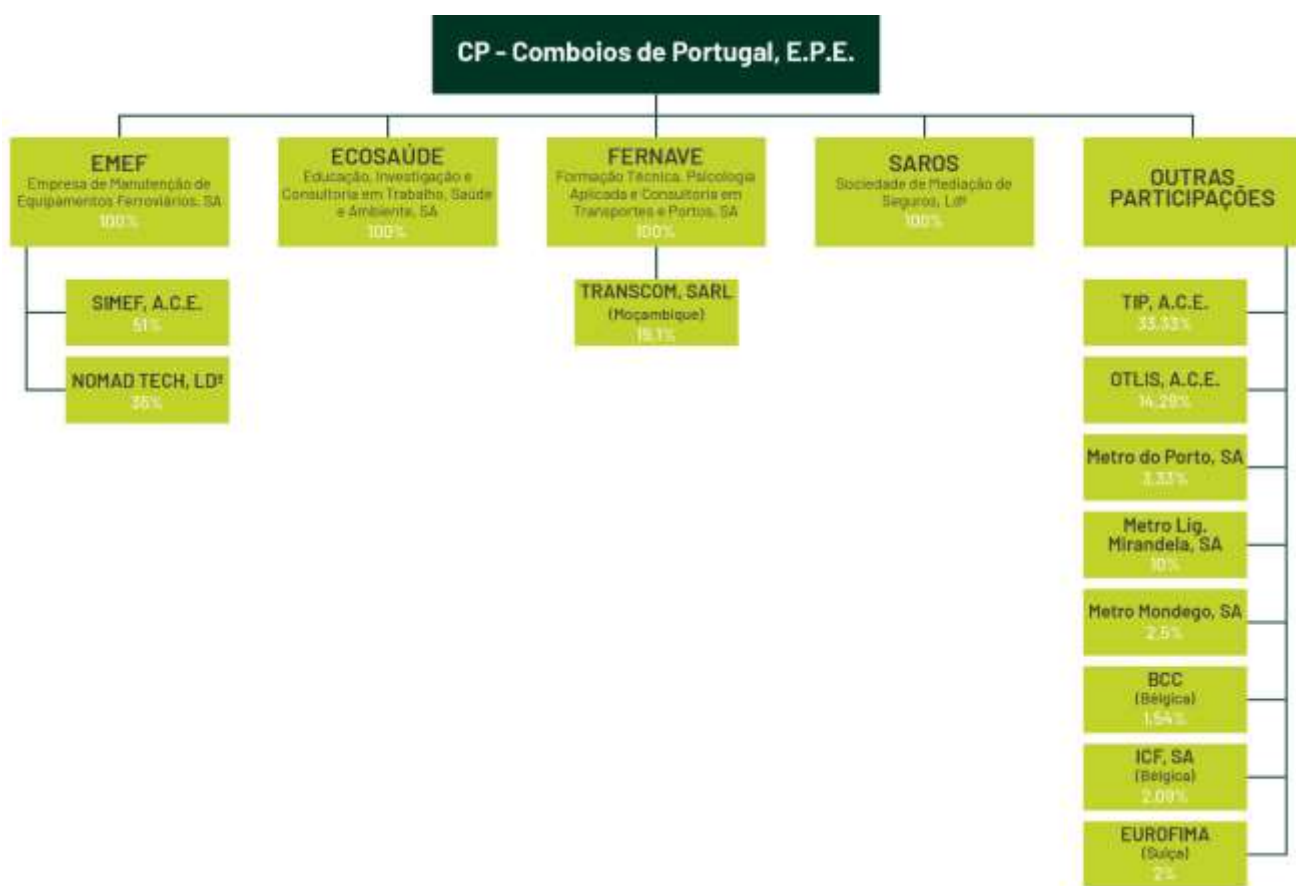 CP - Comboios de Portugal, E.P.E.
EMEF
Empresa de Manutenção de
Equipamentos Ferroviários, SA
100%
ECOSAÚDE
Educação, Investigação e
Consultoria em Trabalho, Saúde
e Ambiente, SA
100%
FERNAVE
Formação Técnica, Psicologia
Aplicada e Consultoria em
Transportes e Portos, SA
100%
SAROS
Sociedade de Mediação de
Seguros, Ldª
100%
OUTRAS
PARTICIPAÇÕES
SIMEF, A.C.E.
51%
NOMAD TECH, LDª
35%
TRANSCOM, SARL
(Moçambique)
TIP, A.C.E.
33,33%
OTLIS, A.C.E.
Metro do Porto, SA
3,33%
Metro Lig.
Mirandela, SA
10%
Metro Mondego, SA
2,5%
BCC
(Bélgica)
1,54%
ICF, SA
(Bélgica)
2,09%
EUROFIMA
(Suíça)
2%